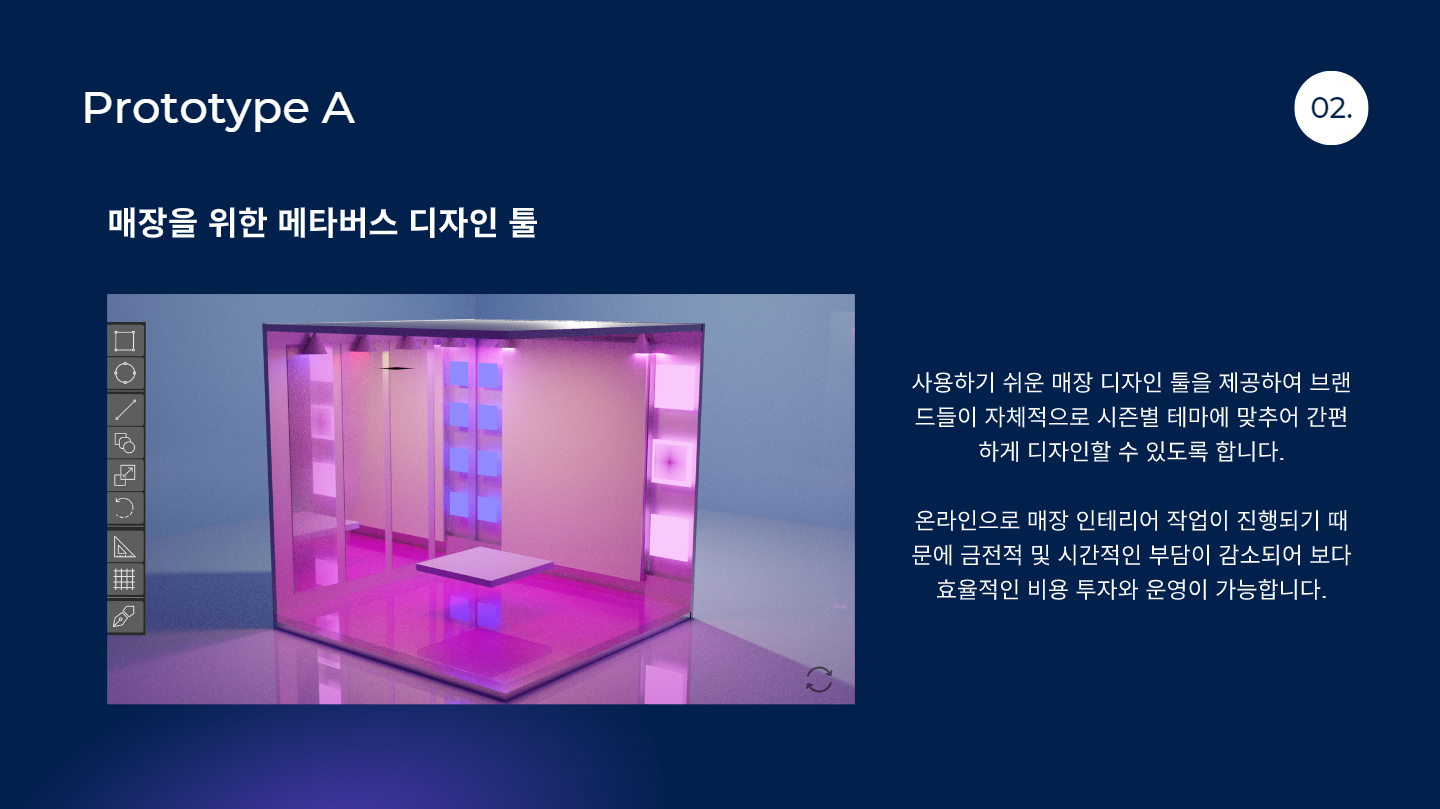 Prototype A
02.
매장을 위한 메타버스 디자인 툴
사용하기 쉬운 매장 디자인 툴을 제공하여 브랜
드들이 자체적으로 시즌별 테마에 맞추어 간편
하게 디자인할 수 있도록 합니다.
온라인으로 매장 인테리어 작업이 진행되기 때
문에 금전적 및 시간적인 부담이 감소되어 보다
효율적인 비용 투자와 운영이 가능합니다.